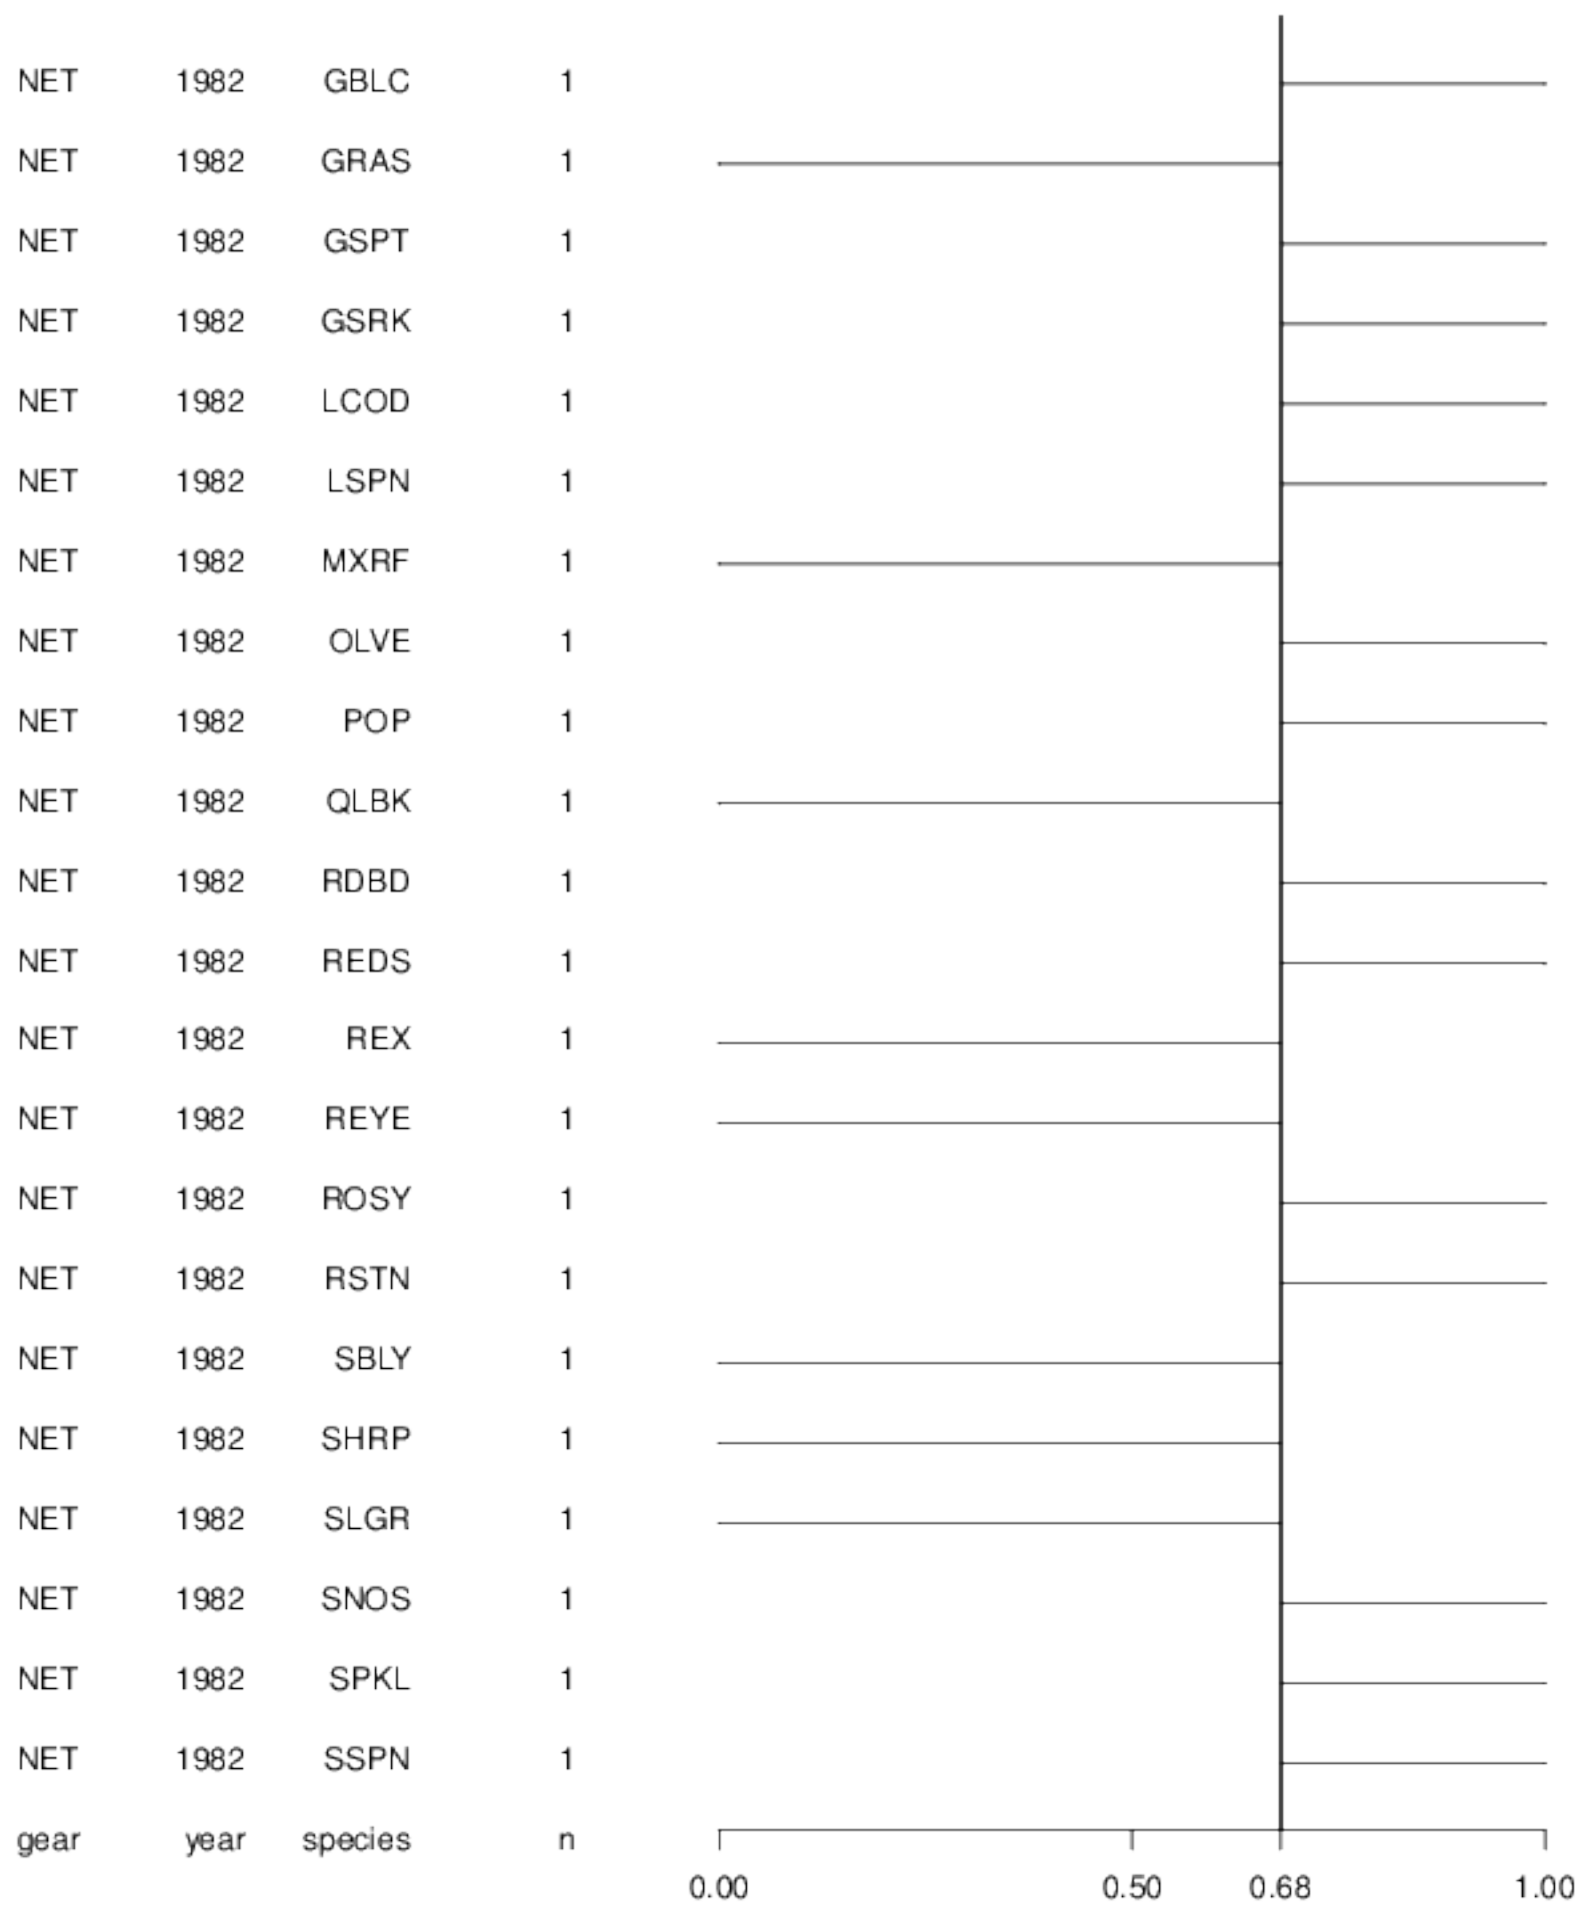 NET 1982 GBLC 1
NET 1982 GRAS 1
NET 1982 GSPT 1
NET 1982 GSRK 1
NET 1982 LCOD 1
NET 1982 LSPN 1
NET 1982 MXRF 1
NET 1982 OLVE 1
NET 1982 POP 1
NET 1982 QLBK 1
NET 1982 RDBD 1
NET 1982 REDS 1
NET 1982 REX 1
NET 1982 REYE 1
NET 1982 ROSY 1
NET 1982 RSTN 1
NET 1982 SBLY 1
NET 1982 SHRP 1
NET 1982 SLGR 1
NET 1982 SNOS 1
NET 1982 SPKL 1
NET 1982 SSPN 1
gear year species n
0.00 0.50 0.68 1.00